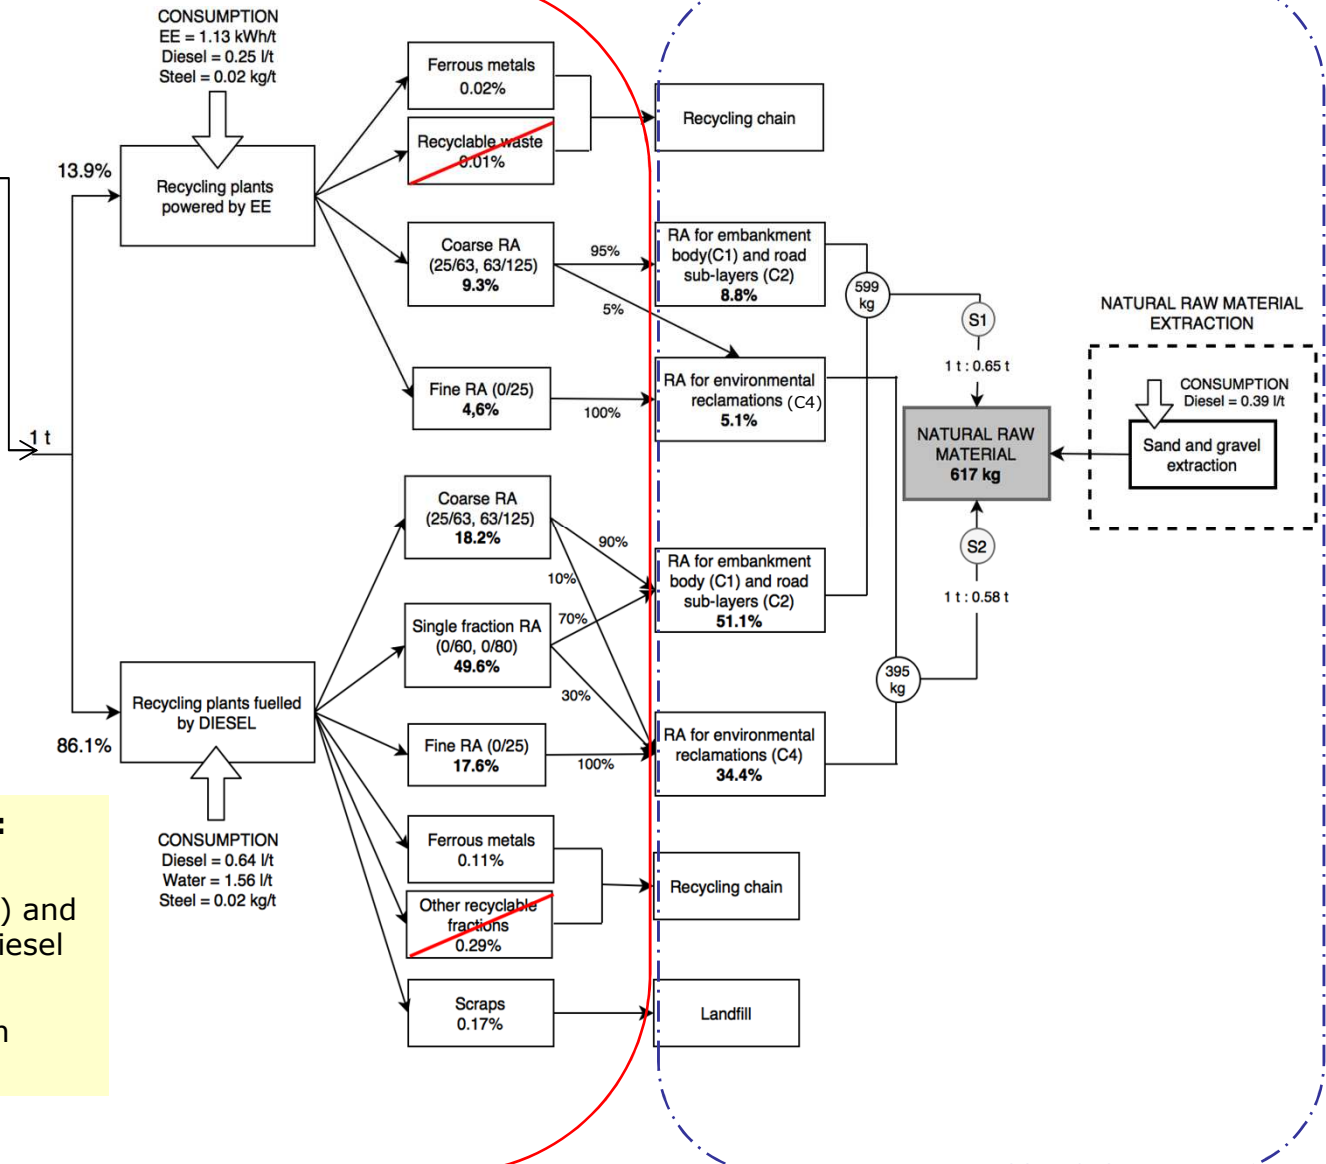 CONSUMPTION
EE = 1.13 kWh/t
Diesel = 0.25 l/t
Steel = 0.02 kg/t
13.9%
Recycling plants
powered by EE
1 t
86.1%
Recycling plants fuelled
by DIESEL
CONSUMPTION
Diesel = 0.64 l/t
Water = 1.56 l/t
Steel = 0.02 kg/t
:
) and
iesel
n
Ferrous metals
0.02%
Recyclable waste
0.01%
Coarse RA
(25/63, 63/125)
9.3%
Fine RA (0/25)
4,6%
Coarse RA
(25/63, 63/125)
18.2%
Single fraction RA
(0/60, 0/80)
49.6%
Fine RA (0/25)
17.6%
Ferrous metals
0.11%
Other recyclable
fractions
0.29%
Scraps
0.17%
95%
5%
100%
90%
10%
70%
30%
100%
Recycling chain
RA for embankment
body(C1) and road
sub-layers (C2)
8.8%
RA for environmental
reclamations (C4)
5.1%
RA for embankment
body (C1) and road
sub-layers (C2)
51.1%
RA for environmental
reclamations (C4)
34.4%
Recycling chain
Landfill
599
kg
395
kg
S1
1 t : 0.65 t
NATURAL RAW
MATERIAL
617 kg
S2
1 t : 0.58 t
NATURAL RAW MATERIAL
EXTRACTION
CONSUMPTION
Diesel = 0.39 l/t
Sand and gravel
extraction